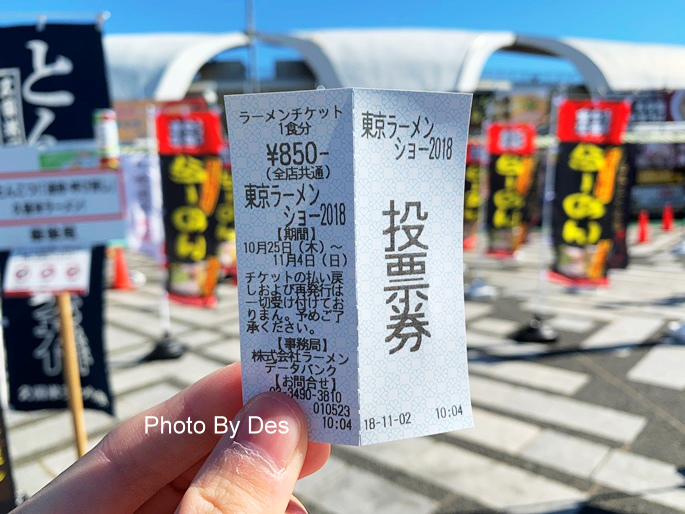 ラーメンチケット
1食分
¥850-
(全店共通)
東京ラーメン
ショー2018
【期間】
10月25日(木)～
11月4日(日)
チケットの払い戻
しおよび再発行は
一切受け付けてお
りません。予めご了
承ください。
【事務局】
株式会社ラーメン
データバンク
【お問合せ】
03-3490-3810
010523
10:04
東京ラーメン
ショー2018
投票券
18-11-02 10:04
とん
Photo By Des